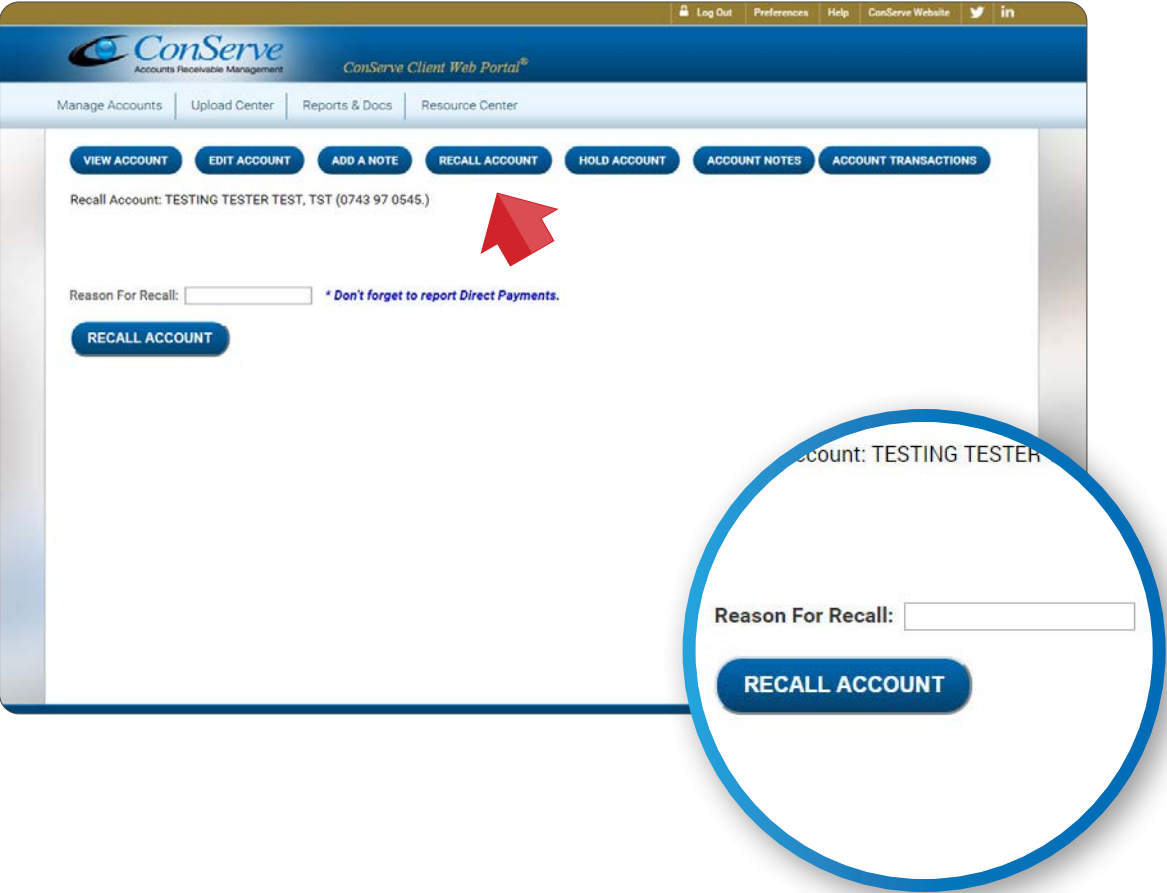 Log Out Preferences Help ConServe Website in
ConServe
Accounts Receivable Management
ConServe Client Web Portal®
Manage Accounts Upload Center Reports & Docs Resource Center
VIEW ACCOUNT EDIT ACCOUNT ADD A NOTE RECALL ACCOUNT HOLD ACCOUNT ACCOUNT NOTES ACCOUNT TRANSACTIONS
Recall Account: TESTING TESTER TEST, TST (0743 97 0545.)
Reason For Recall: * Don't forget to report Direct Payments.
RECALL ACCOUNT
count: TESTING TESTER
Reason For Recall:
RECALL ACCOUNT